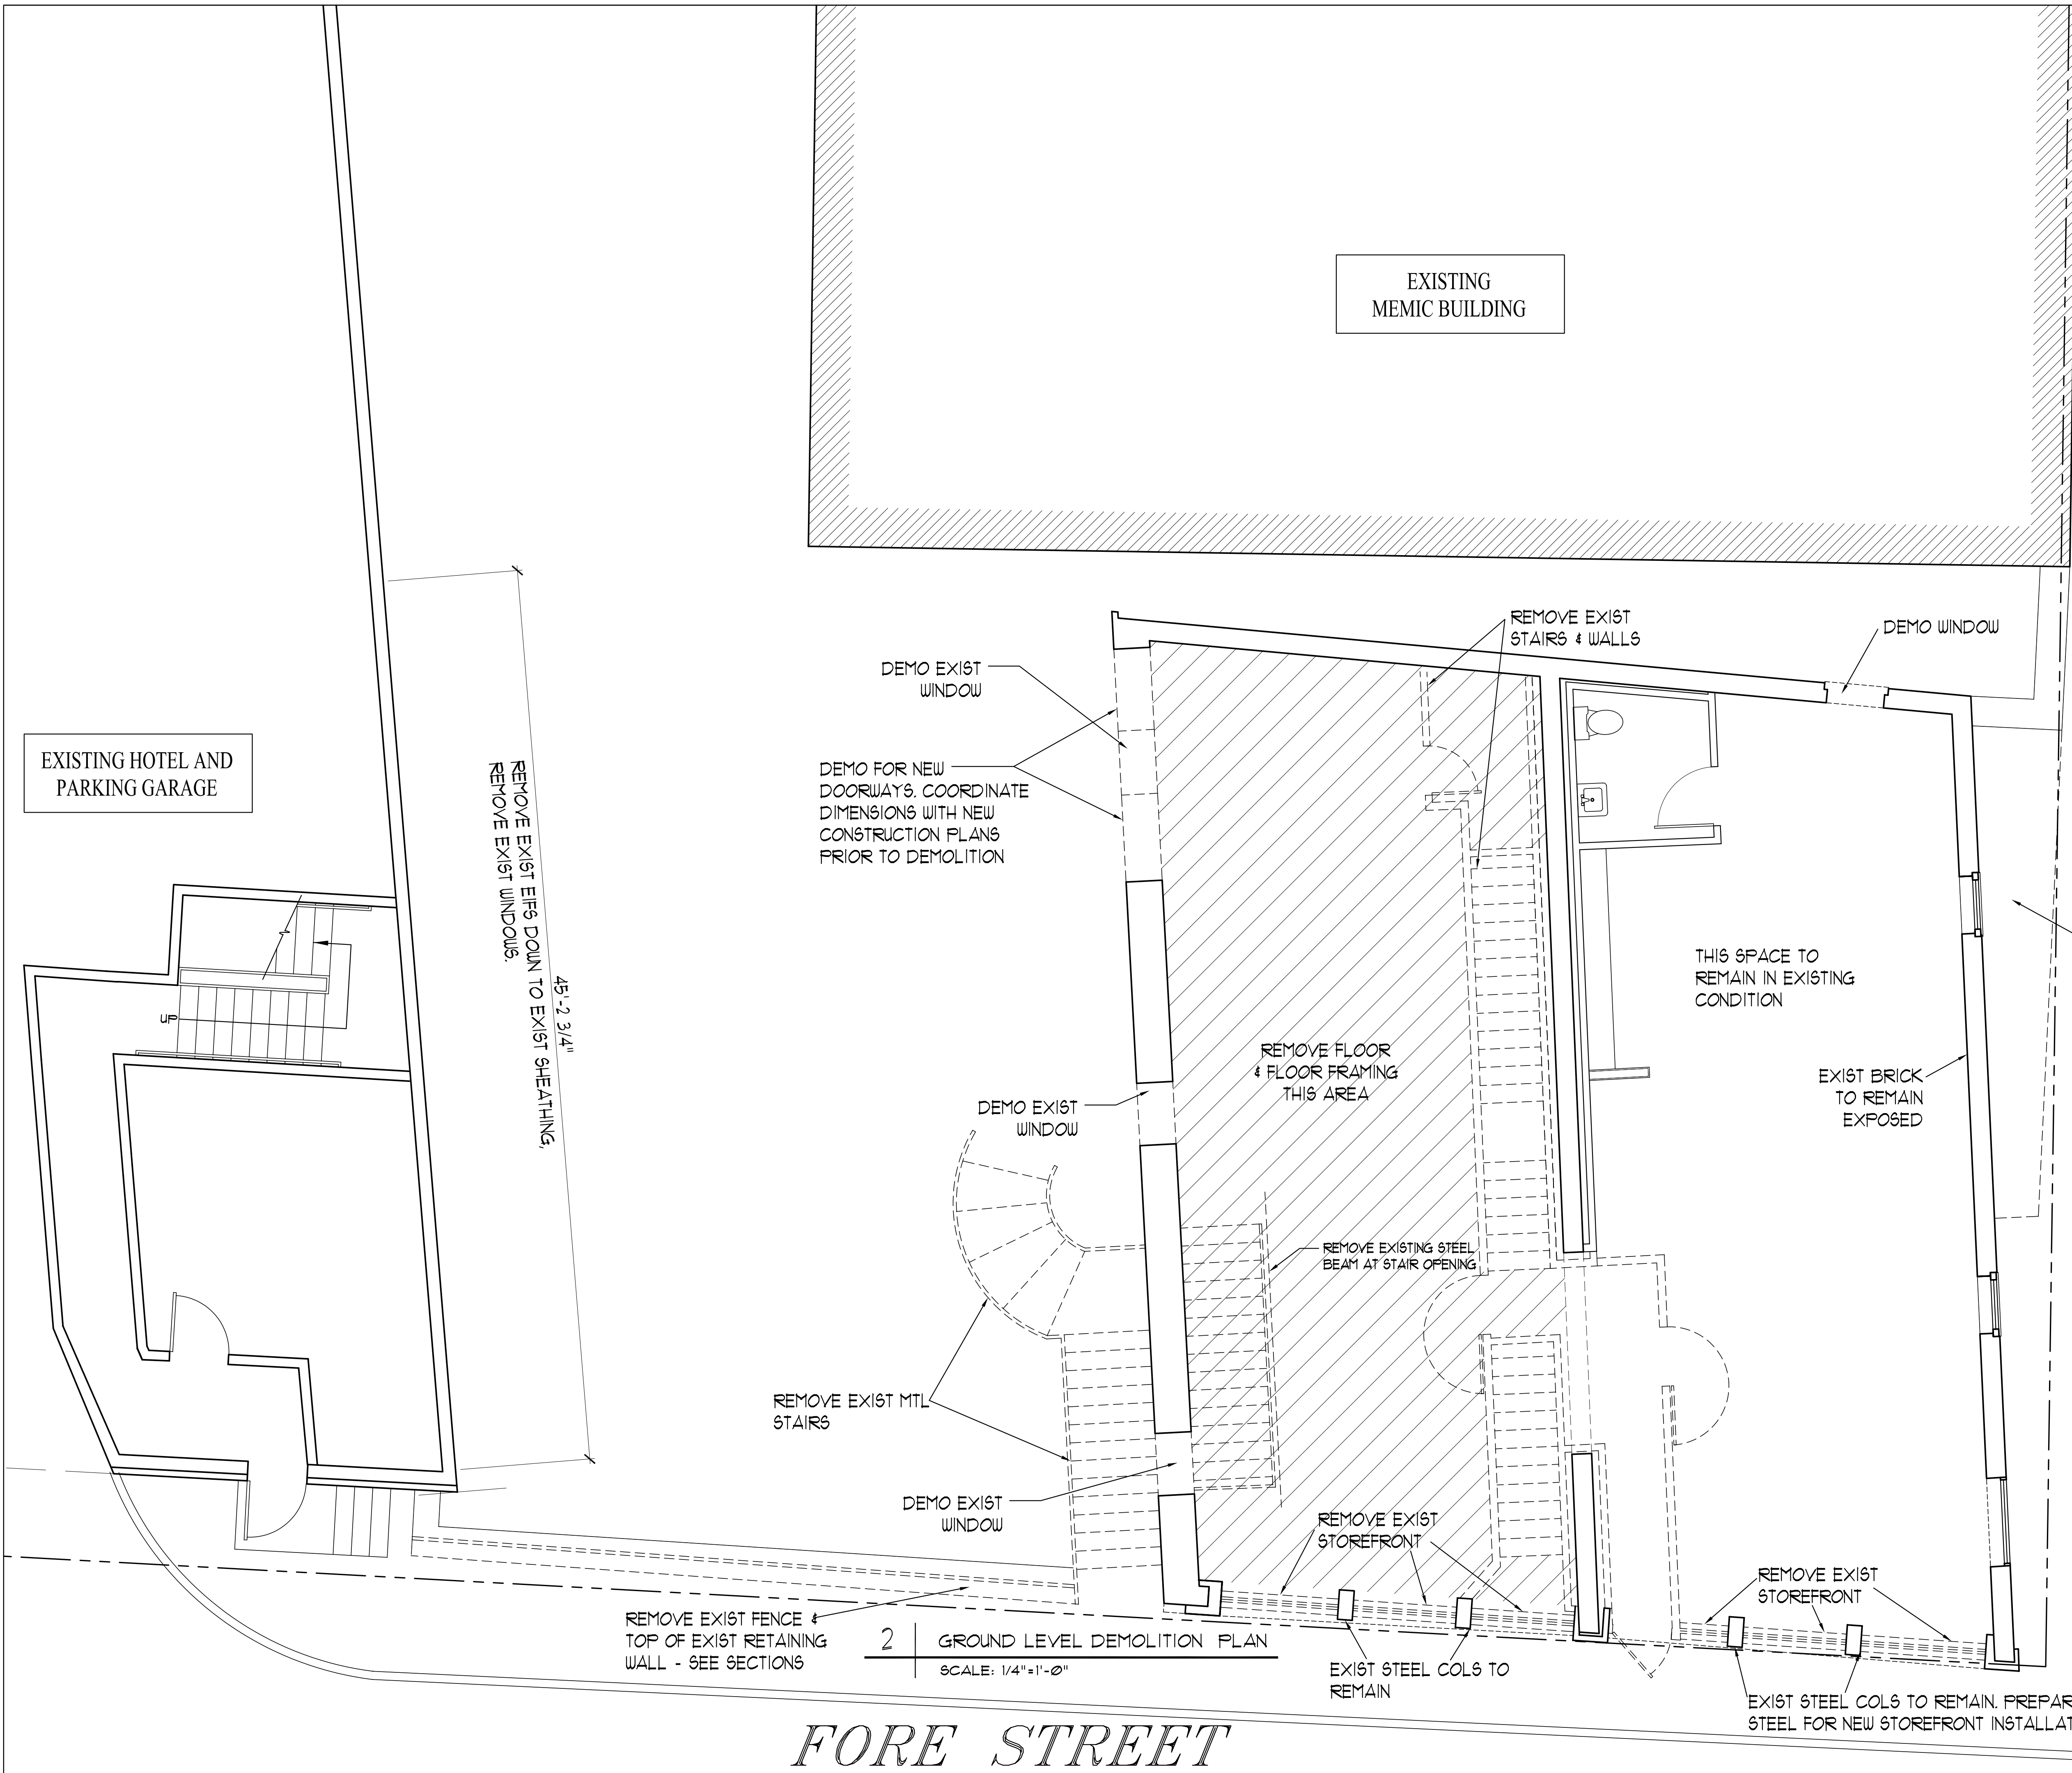 EXISTING
MEMIC BUILDING
REMOVE EXIST
STAIRS & WALLS
DEMO WINDOW
DEMO EXIST
WINDOW
DEMO FOR NEW
DOORWAYS. COORDINATE
DIMENSIONS WITH NEW
CONSTRUCTION PLANS
PRIOR TO DEMOLITION
EXISTING HOTEL AND
PARKING GARAGE
45'-2 3/4"
REMOVE EXIST EIFS DOWN TO EXIST SHEATHING,
REMOVE EXIST WINDOWS.
UP
THIS SPACE TO
REMAIN IN EXISTING
CONDITION
REMOVE FLOOR
& FLOOR FRAMING
THIS AREA
EXIST BRICK
TO REMAIN
EXPOSED
DEMO EXIST
WINDOW
REMOVE EXISTING STEEL
BEAM AT STAIR OPENING
REMOVE EXIST MTL
STAIRS
DEMO EXIST
WINDOW
REMOVE EXIST
STOREFRONT
REMOVE EXIST
STOREFRONT
REMOVE EXIST FENCE &
TOP OF EXIST RETAINING
WALL - SEE SECTIONS
2
GROUND LEVEL DEMOLITION PLAN
SCALE: 1/4"=1'-0"
EXIST STEEL COLS TO
REMAIN
EXIST STEEL COLS TO REMAIN. PREPAR
STEEL FOR NEW STOREFRONT INSTALLAT
FORE STREET